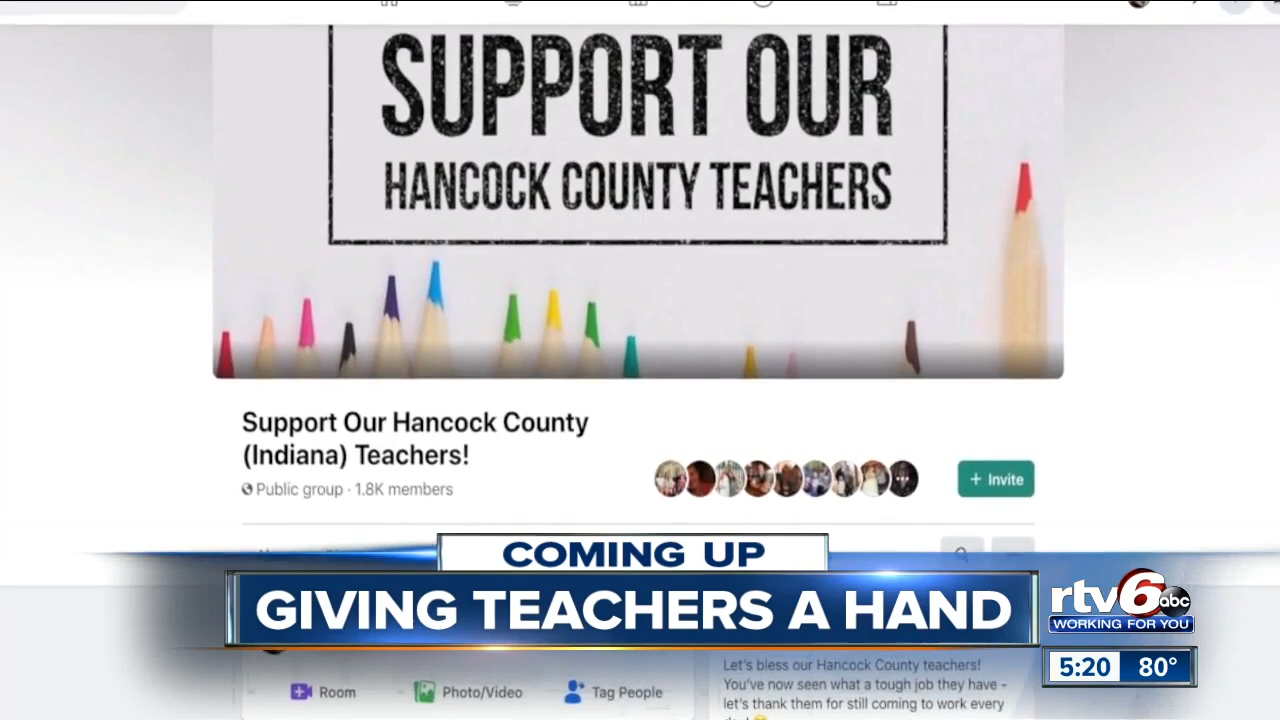 SUPPORT OUR
HANCOCK COUNTY TEACHERS
Support Our Hancock County
(Indiana) Teachers!
Public group · 1.8K members
+ Invite
COMING UP
GIVING TEACHERS A HAND
rtv6 abc
WORKING FOR YOU
5:20 80°
Room Photo/Video Tag People
Let's bless our Hancock County teachers!
You've now seen what a tough job they have -
let's thank them for still coming to work every